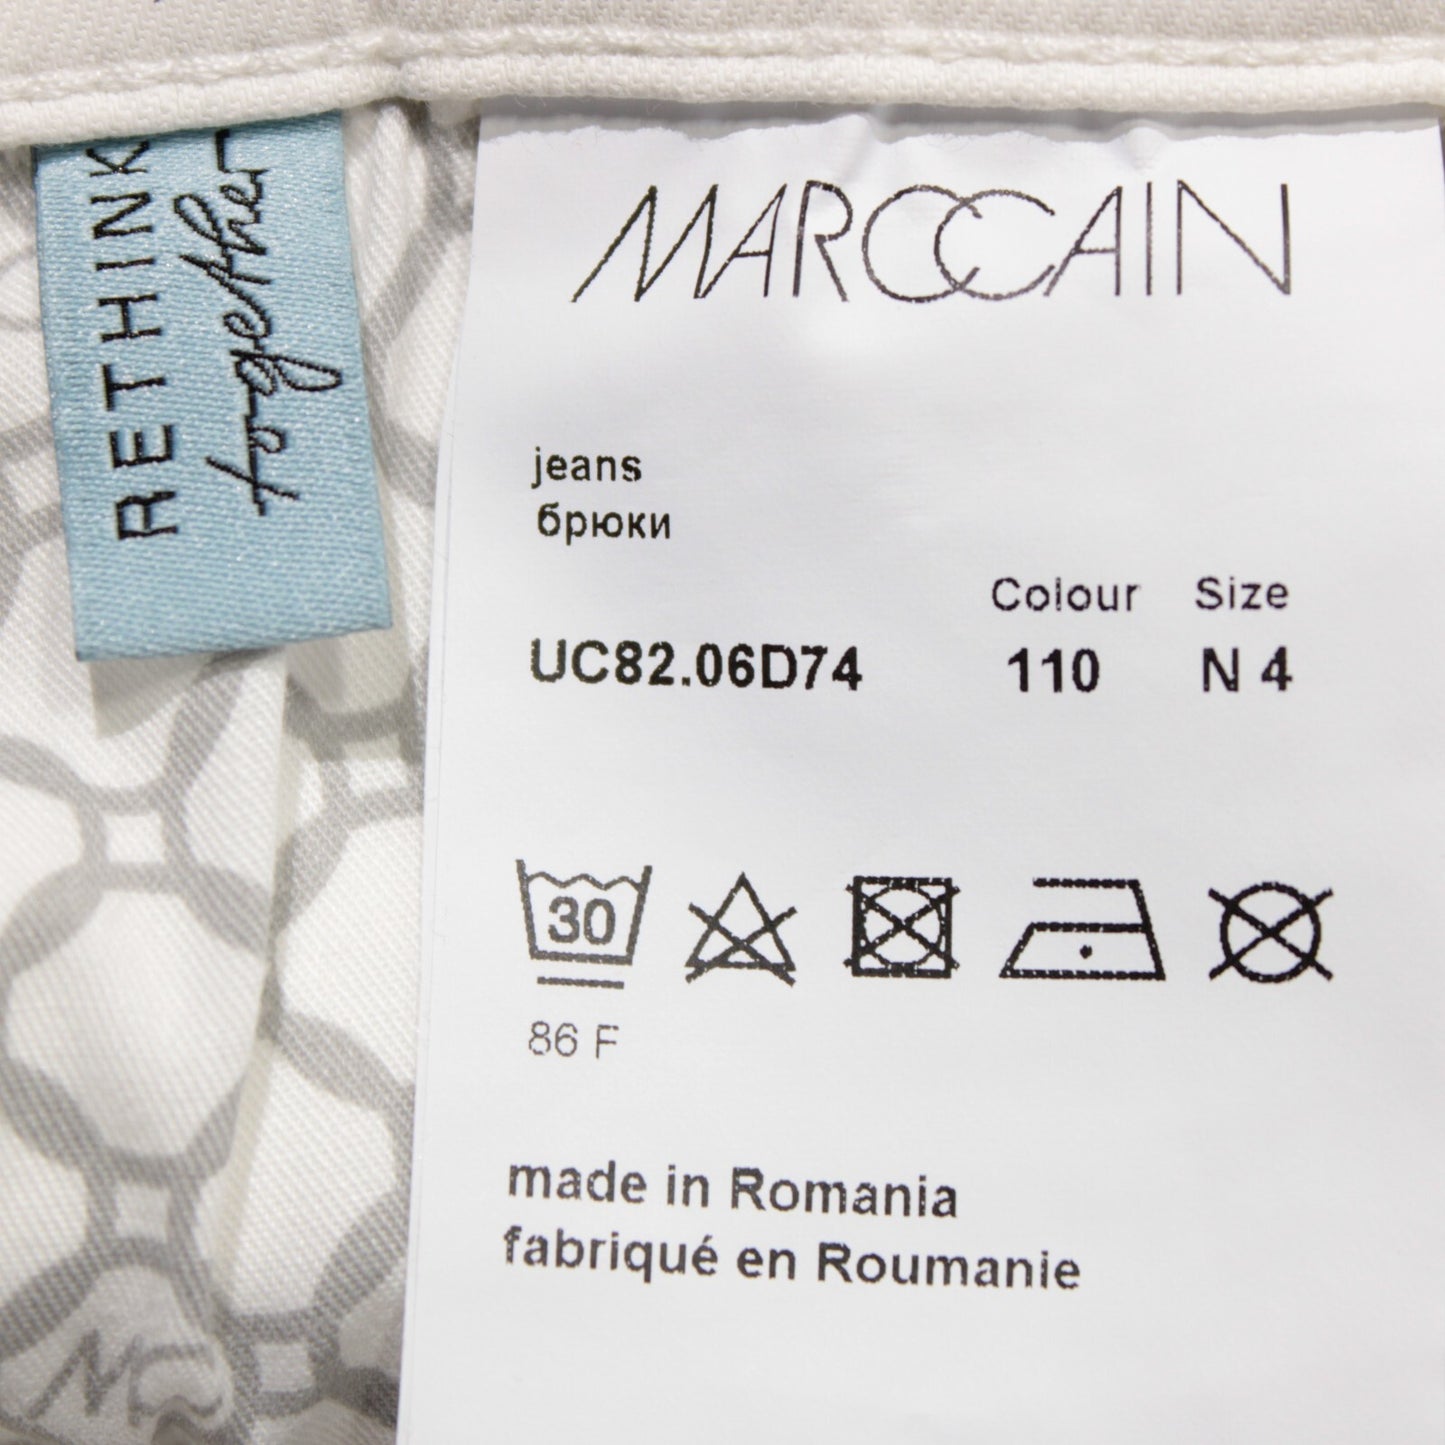 RETHINK
together
MARCCAIN
jeans
брюки
Colour Size
UC82.06D74 110 N 4
30
86 F
made in Romania
fabriqué en Roumanie